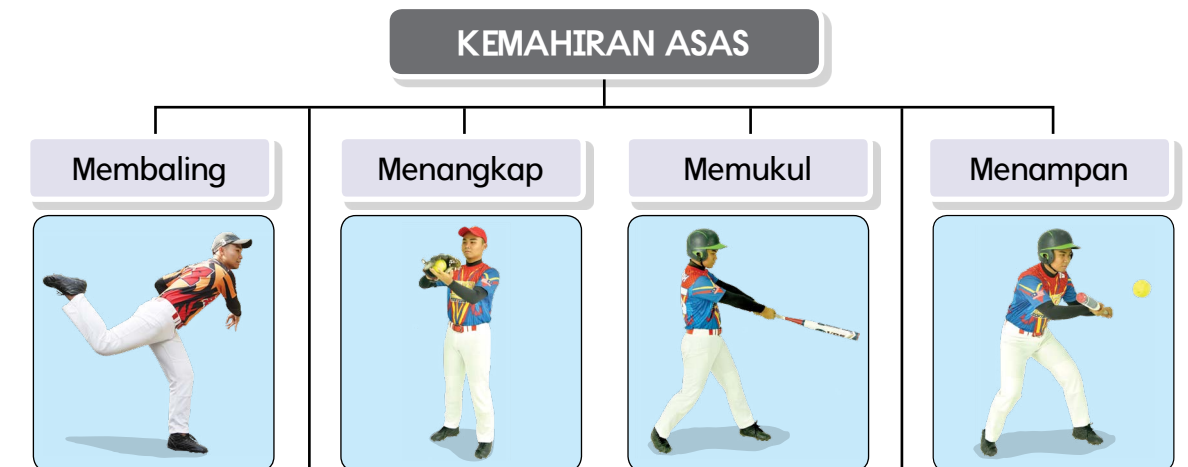 KEMAHIRAN ASAS
Membaling
Menangkap
Memukul
Menampan